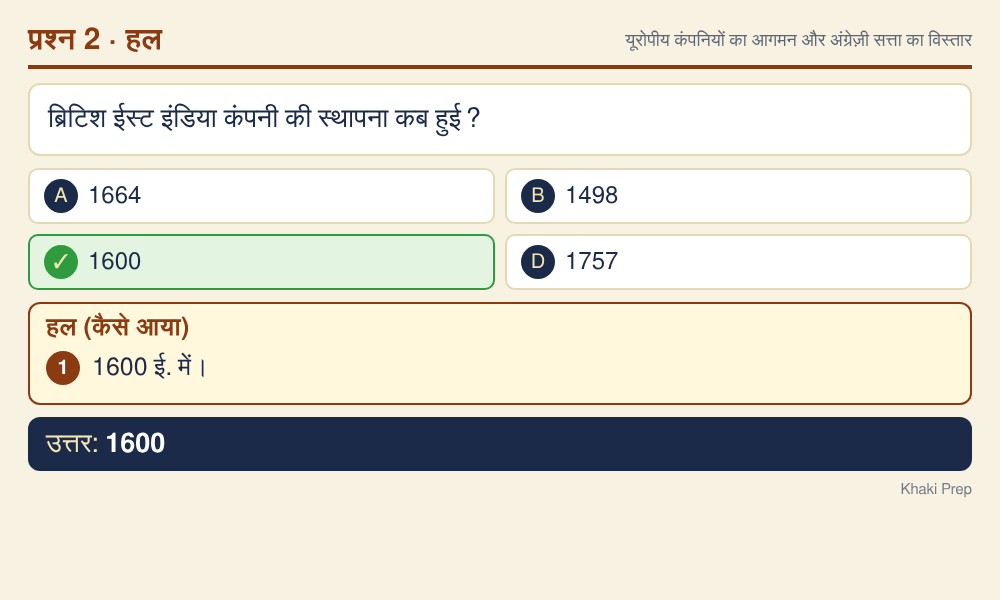 प्रश्न 2 · हल
यूरोपीय कंपनियों का आगमन और अंग्रेज़ी सत्ता का विस्तार
ब्रिटिश ईस्ट इंडिया कंपनी की स्थापना कब हुई ?
A 1664
B 1498
✓ 1600
D 1757
हल (कैसे आया)
1 1600 ई. में।
उत्तर: 1600
Khaki Prep